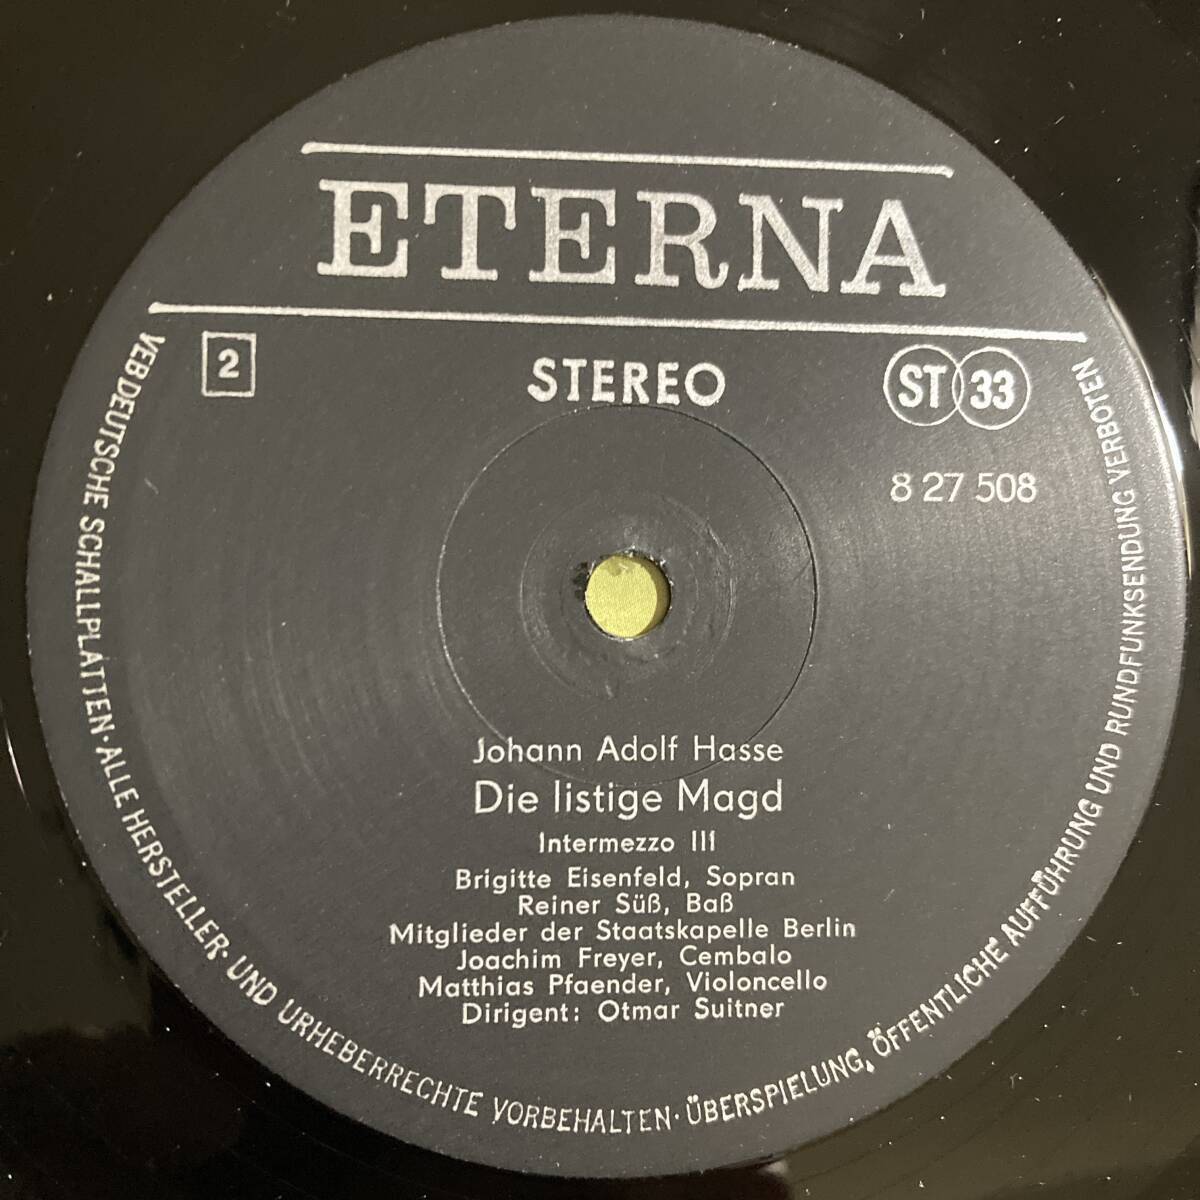 ETERNA
2
STEREO
ST 33
8 27 508
Johann Adolf Hasse
Die listige Magd
Intermezzo III
Brigitte Eisenfeld, Sopran
Reiner Süß, Baß
Mitglieder der Staatskapelle Berlin
Joachim Freyer, Cembalo
Matthias Pfaender, Violoncello
Dirigent: Otmar Suitner
VEB DEUTSCHE SCHALLPLATTEN · ALLE HERSTELLER- UND URHEBERRECHTE VORBEHALTEN · ÜBERSPIELUNG, ÖFFENTLICHE AUFFÜHRUNG UND RUNDFUNKSENDUNG VERBOTEN